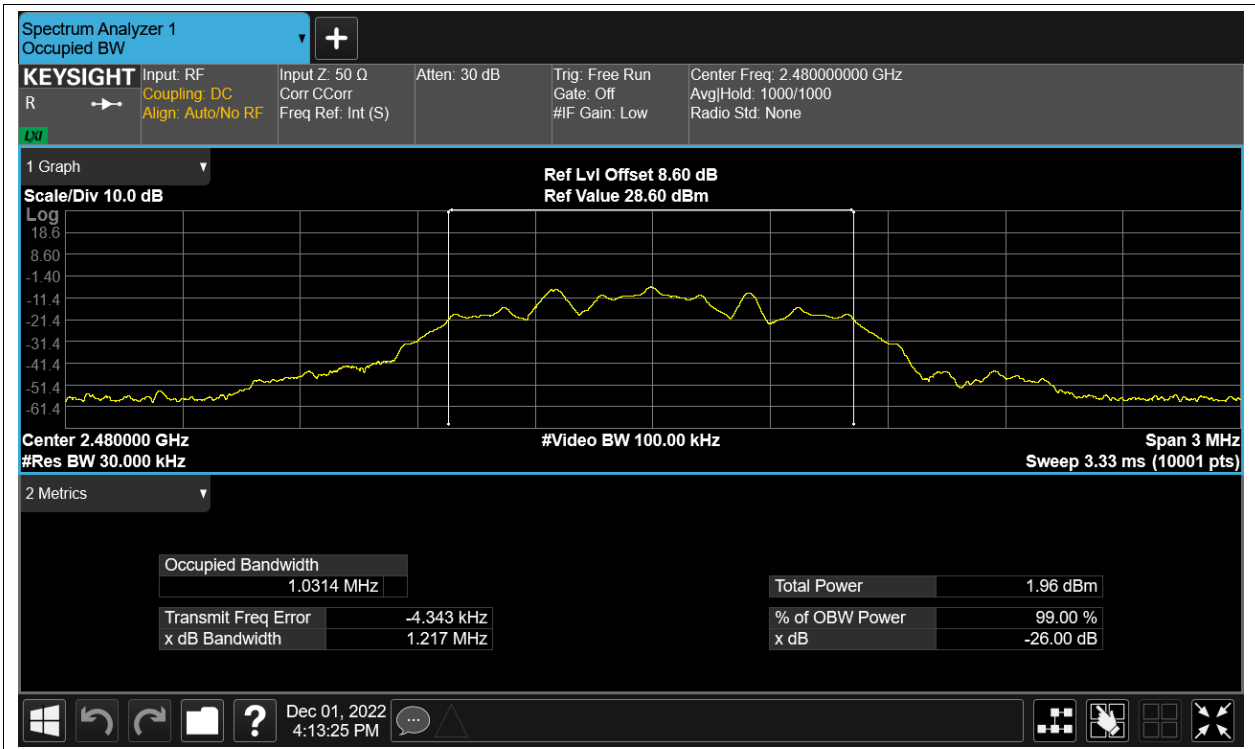 Spectrum Analyzer 1
Occupied BW
KEYSIGHT
R
LXI
Input: RF
Coupling: DC
Align: Auto/No RF
Input Z: 50 Ω
Corr CCorr
Freq Ref: Int (S)
Atten: 30 dB
Trig: Free Run
Gate: Off
#IF Gain: Low
Center Freq: 2.480000000 GHz
Avg|Hold: 1000/1000
Radio Std: None
1 Graph
Scale/Div 10.0 dB
Ref Lvl Offset 8.60 dB
Ref Value 28.60 dBm
Log
18.6
8.60
-1.40
-11.4
-21.4
-31.4
-41.4
-51.4
-61.4
Center 2.480000 GHz
#Res BW 30.000 kHz
#Video BW 100.00 kHz
Span 3 MHz
Sweep 3.33 ms (10001 pts)
2 Metrics
Occupied Bandwidth
1.0314 MHz
Transmit Freq Error -4.343 kHz
x dB Bandwidth 1.217 MHz
Total Power 1.96 dBm
% of OBW Power 99.00 %
x dB -26.00 dB
?
Dec 01, 2022
4:13:25 PM